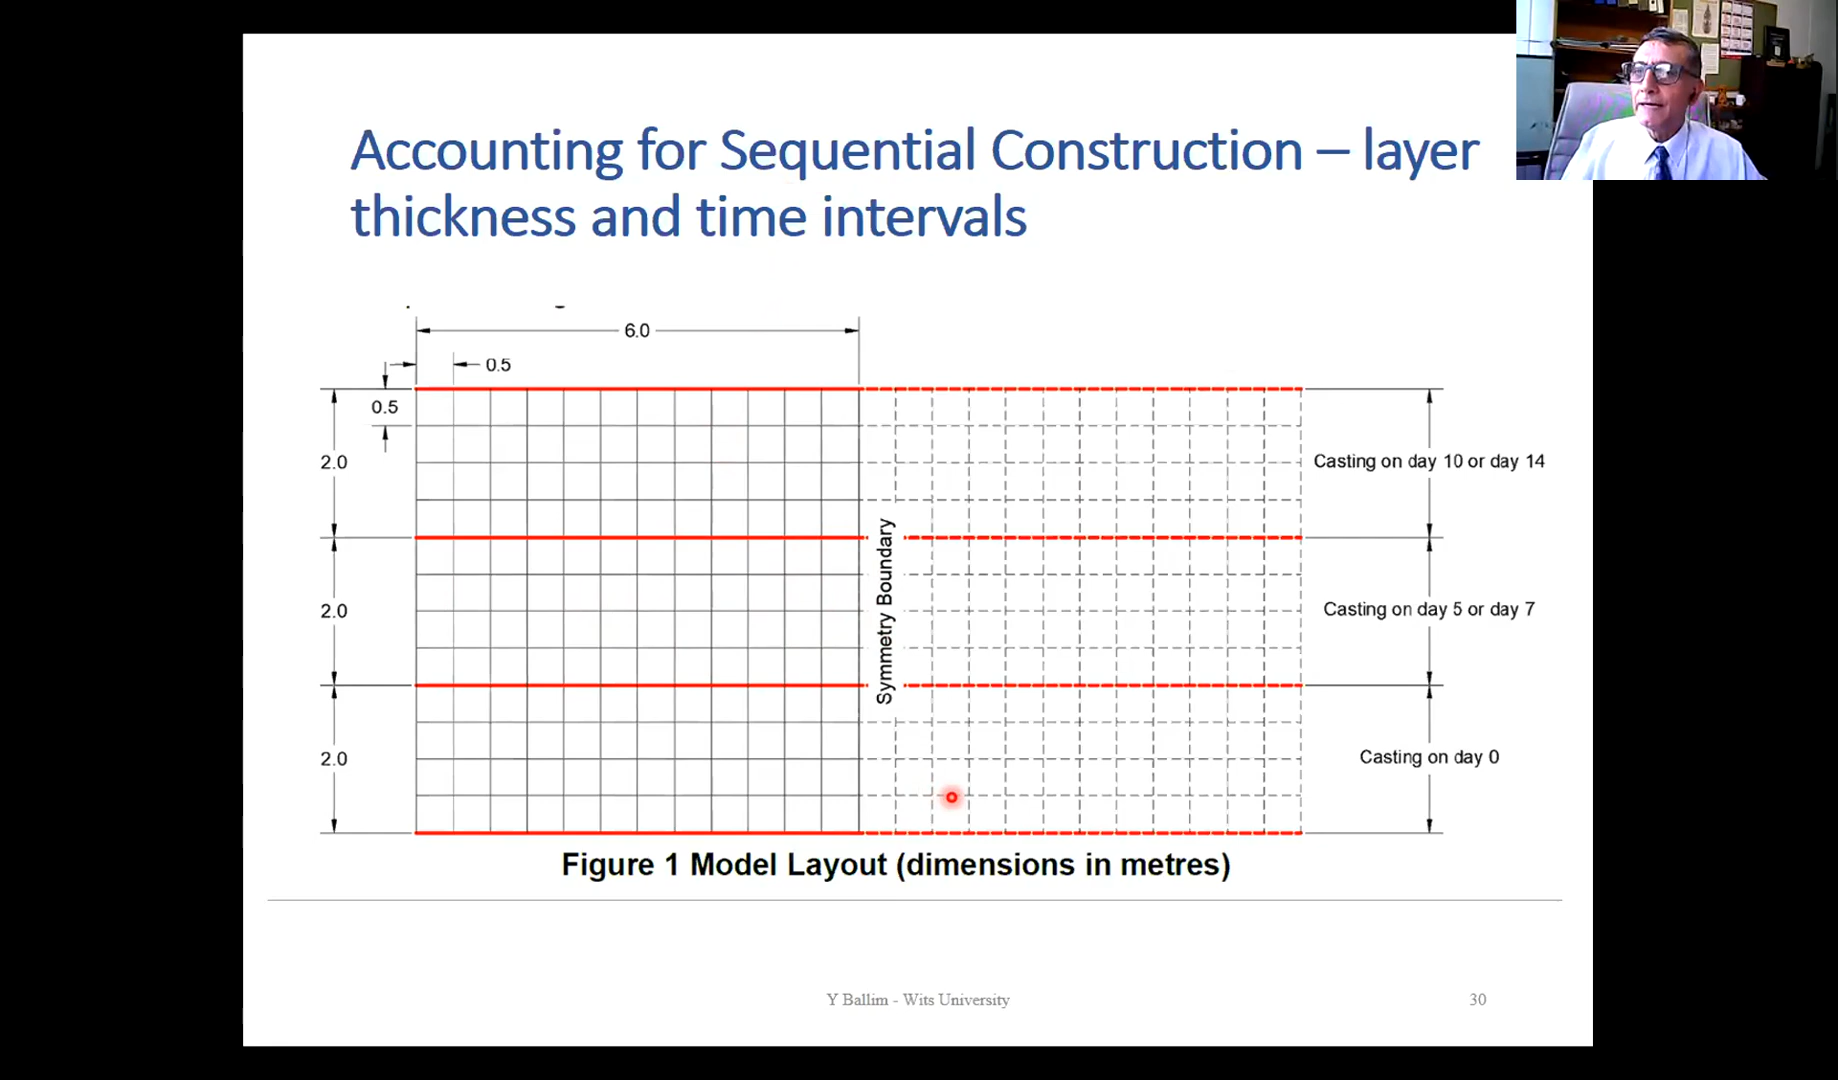 Accounting for Sequential Construction – layer
thickness and time intervals
6.0
0.5
0.5
2.0
Casting on day 10 or day 14
Symmetry Boundary
2.0
Casting on day 5 or day 7
2.0
Casting on day 0
Figure 1 Model Layout (dimensions in metres)
Y Ballim - Wits University
30